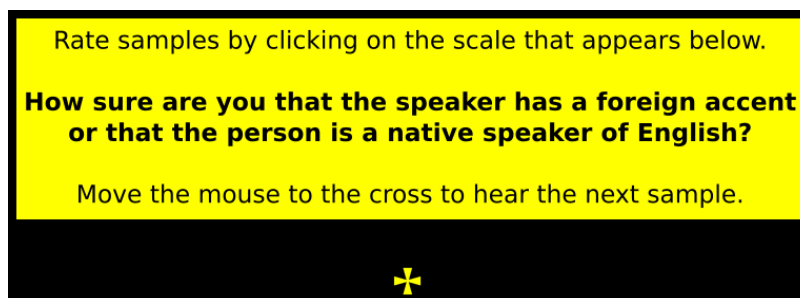 Rate samples by clicking on the scale that appears below.
How sure are you that the speaker has a foreign accent
or that the person is a native speaker of English?
Move the mouse to the cross to hear the next sample.